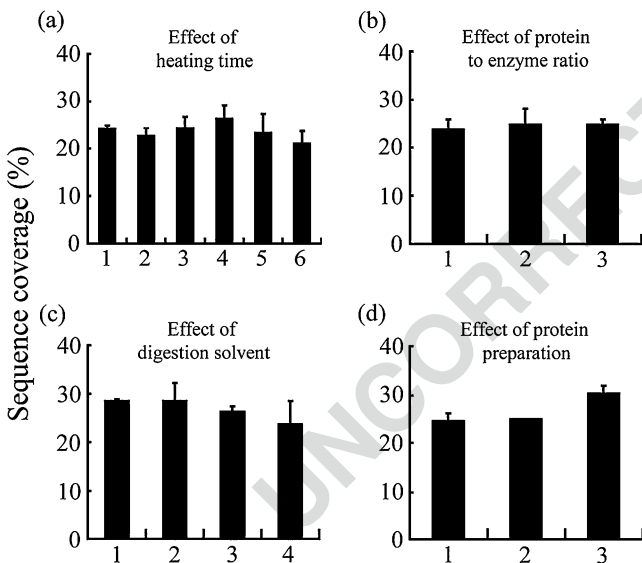 Sequence coverage (%)
(a)
Effect of
heating time
40
30
20
10
0
1 2 3 4 5 6
(b)
Effect of protein
to enzyme ratio
40
30
20
10
0
1 2 3
(c)
Effect of
digestion solvent
40
30
20
10
0
1 2 3 4
(d)
Effect of protein
preparation
40
30
20
10
0
1 2 3
UNCORRECT